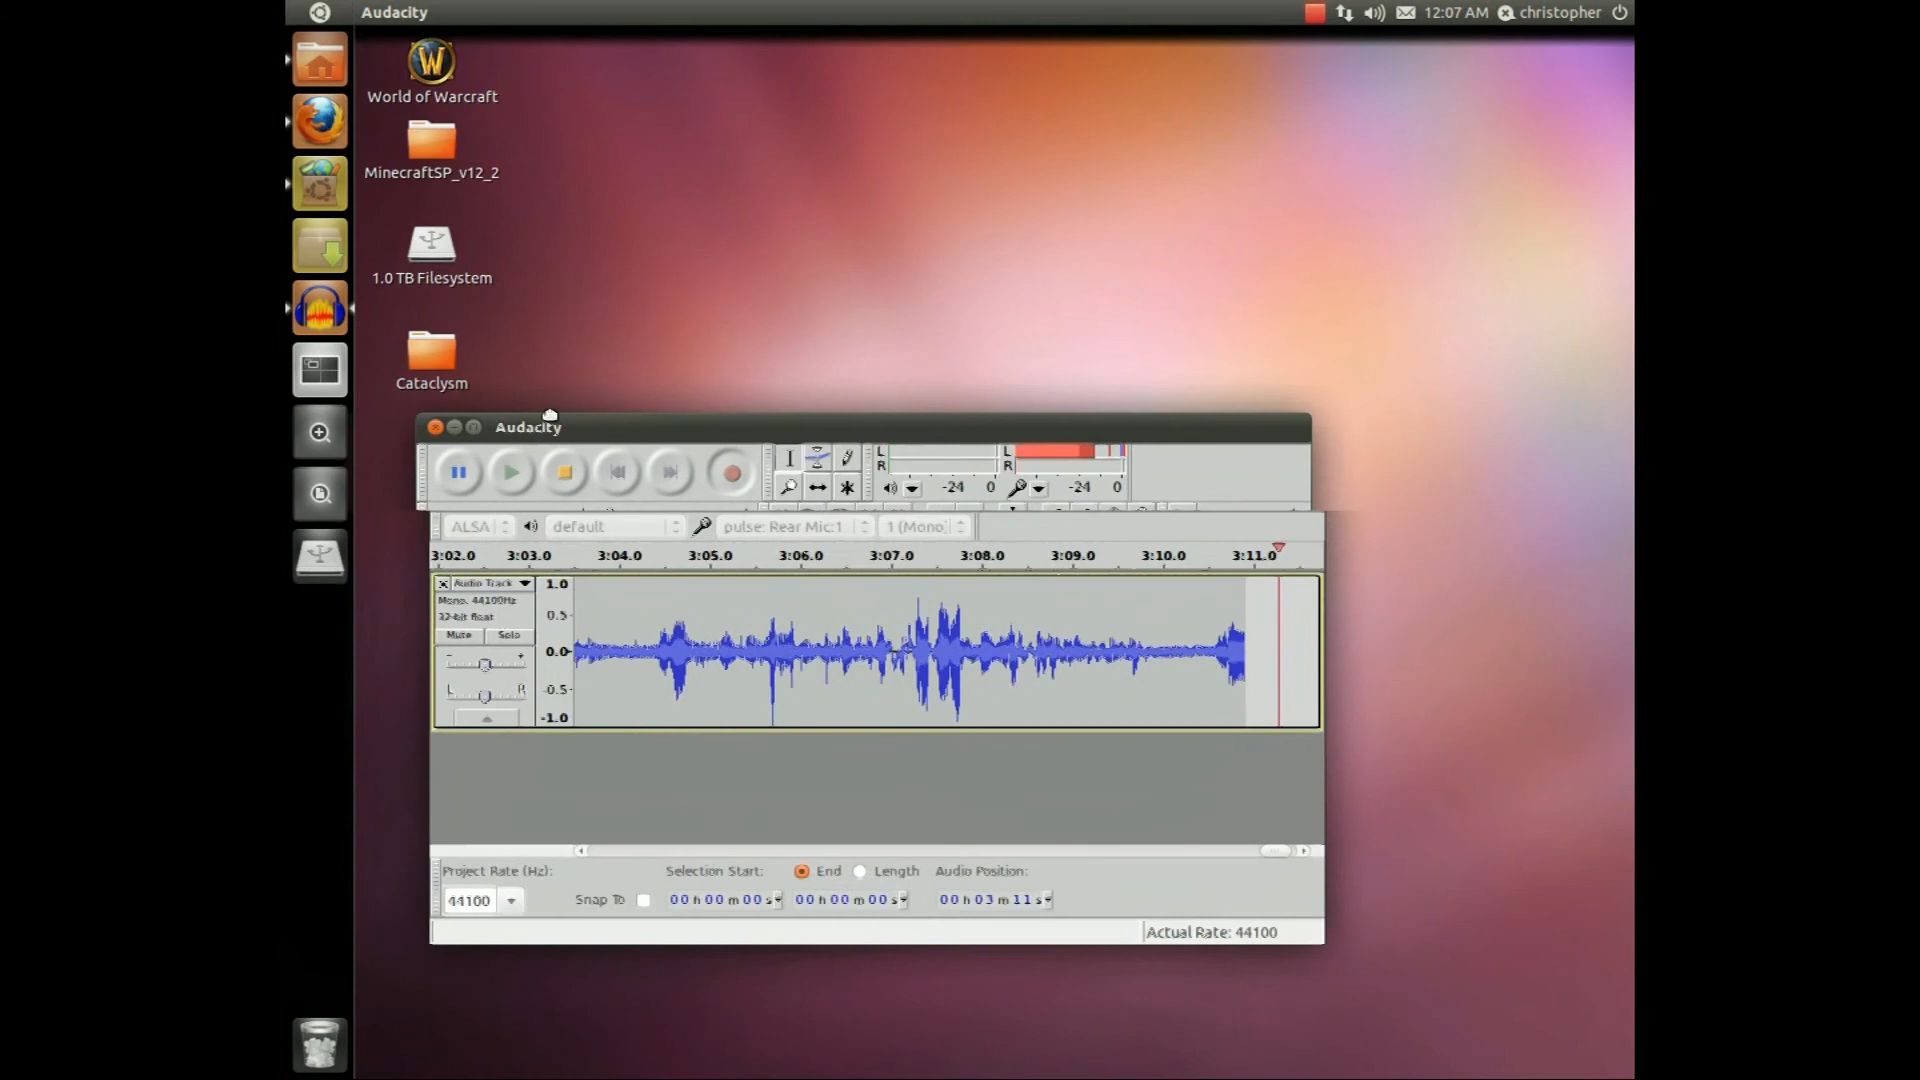 Audacity
12:07 AM christopher
World of Warcraft
MinecraftSP_v12_2
1.0 TB Filesystem
Cataclysm
Audacity
L
R
L
R
-24 0
-24 0
ALSA default pulse: Rear Mic:1 1 (Mono)
3:02.0 3:03.0 3:04.0 3:05.0 3:06.0 3:07.0 3:08.0 3:09.0 3:10.0 3:11.0
Audio Track
Mono, 44100Hz
32-bit float
Mute Solo
- +
L R
1.0
0.5
0.0
-0.5
-1.0
Project Rate (Hz): Selection Start: End Length Audio Position:
44100 Snap To 00 h 00 m 00 s 00 h 00 m 00 s 00 h 03 m 11 s
Actual Rate: 44100